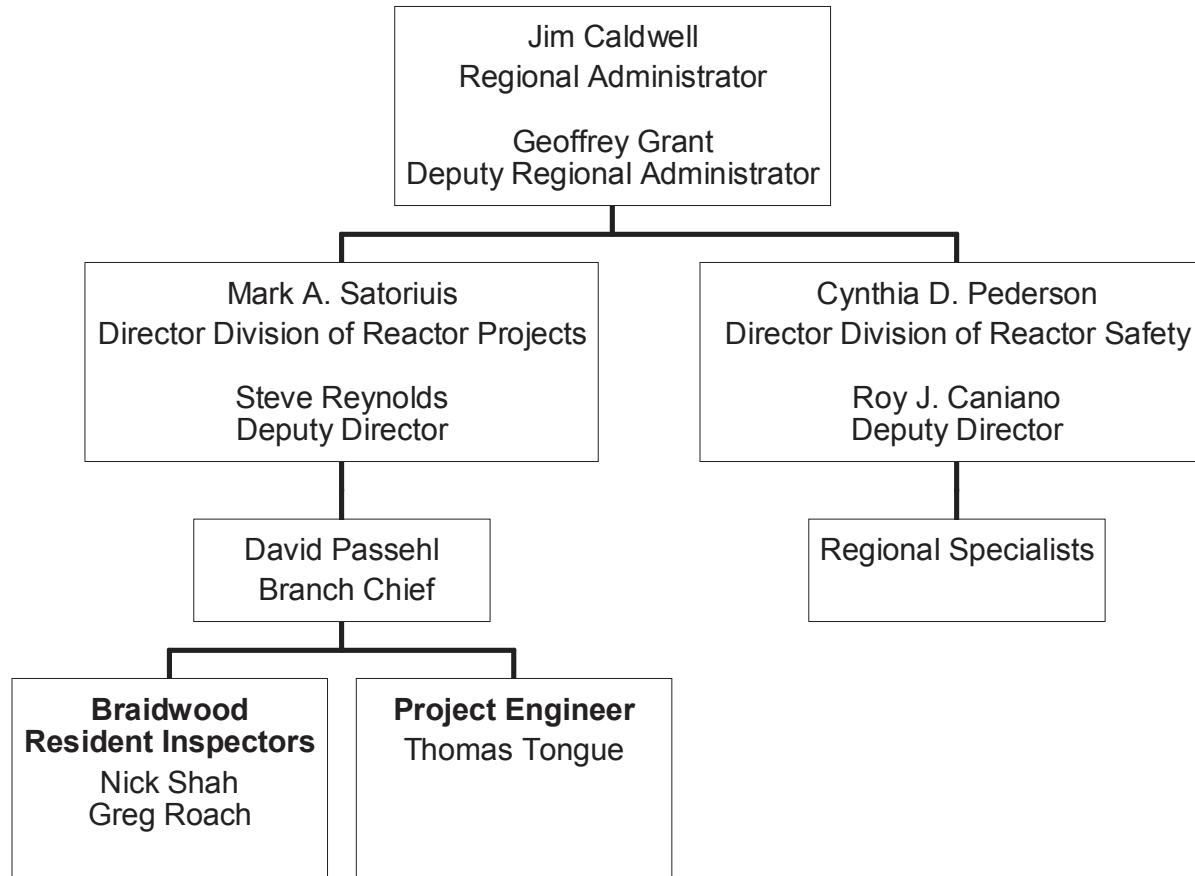 Jim Caldwell
Regional Administrator
Geoffrey Grant
Deputy Regional Administrator
Mark A. Satoriuis
Director Division of Reactor Projects
Steve Reynolds
Deputy Director
Cynthia D. Pederson
Director Division of Reactor Safety
Roy J. Caniano
Deputy Director
David Passehl
Branch Chief
Regional Specialists
Braidwood
Resident Inspectors
Nick Shah
Greg Roach
Project Engineer
Thomas Tongue